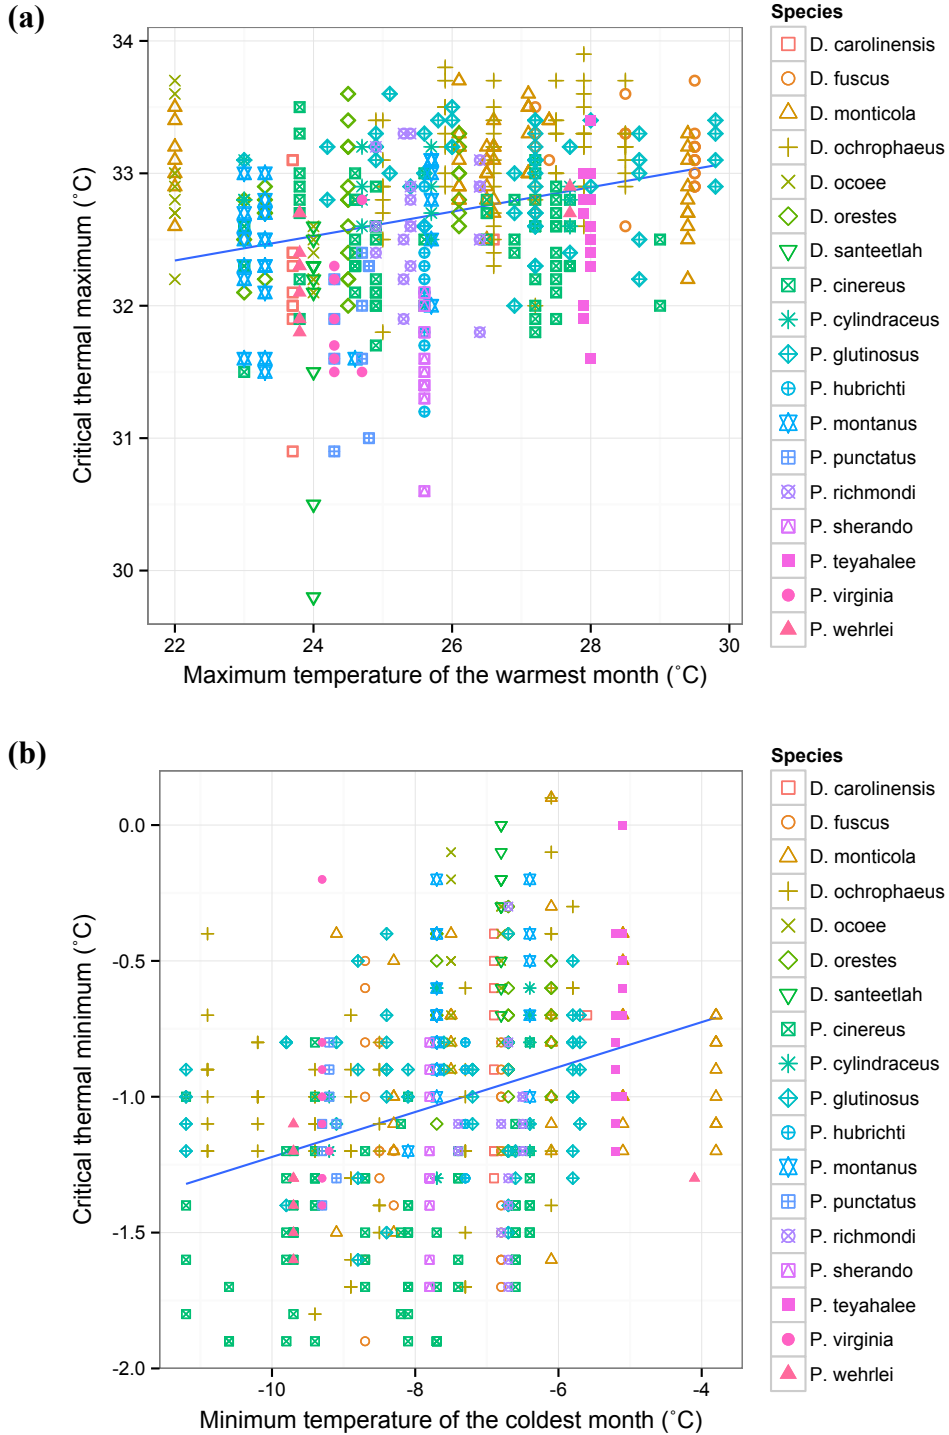 (a)
Species
D. carolinensis
D. fuscus
D. monticola
D. ochrophaeus
D. ocoee
D. orestes
D. santeetlah
P. cinereus
P. cylindraceus
P. glutinosus
P. hubrichti
P. montanus
P. punctatus
P. richmondi
P. sherando
P. teyahalee
P. virginia
P. wehrlei
Critical thermal maximum (˚C)
34
33
32
31
30
22 24 26 28 30
Maximum temperature of the warmest month (˚C)
(b)
Species
D. carolinensis
D. fuscus
D. monticola
D. ochrophaeus
D. ocoee
D. orestes
D. santeetlah
P. cinereus
P. cylindraceus
P. glutinosus
P. hubrichti
P. montanus
P. punctatus
P. richmondi
P. sherando
P. teyahalee
P. virginia
P. wehrlei
Critical thermal minimum (˚C)
0.0
-0.5
-1.0
-1.5
-2.0
-10 -8 -6 -4
Minimum temperature of the coldest month (˚C)